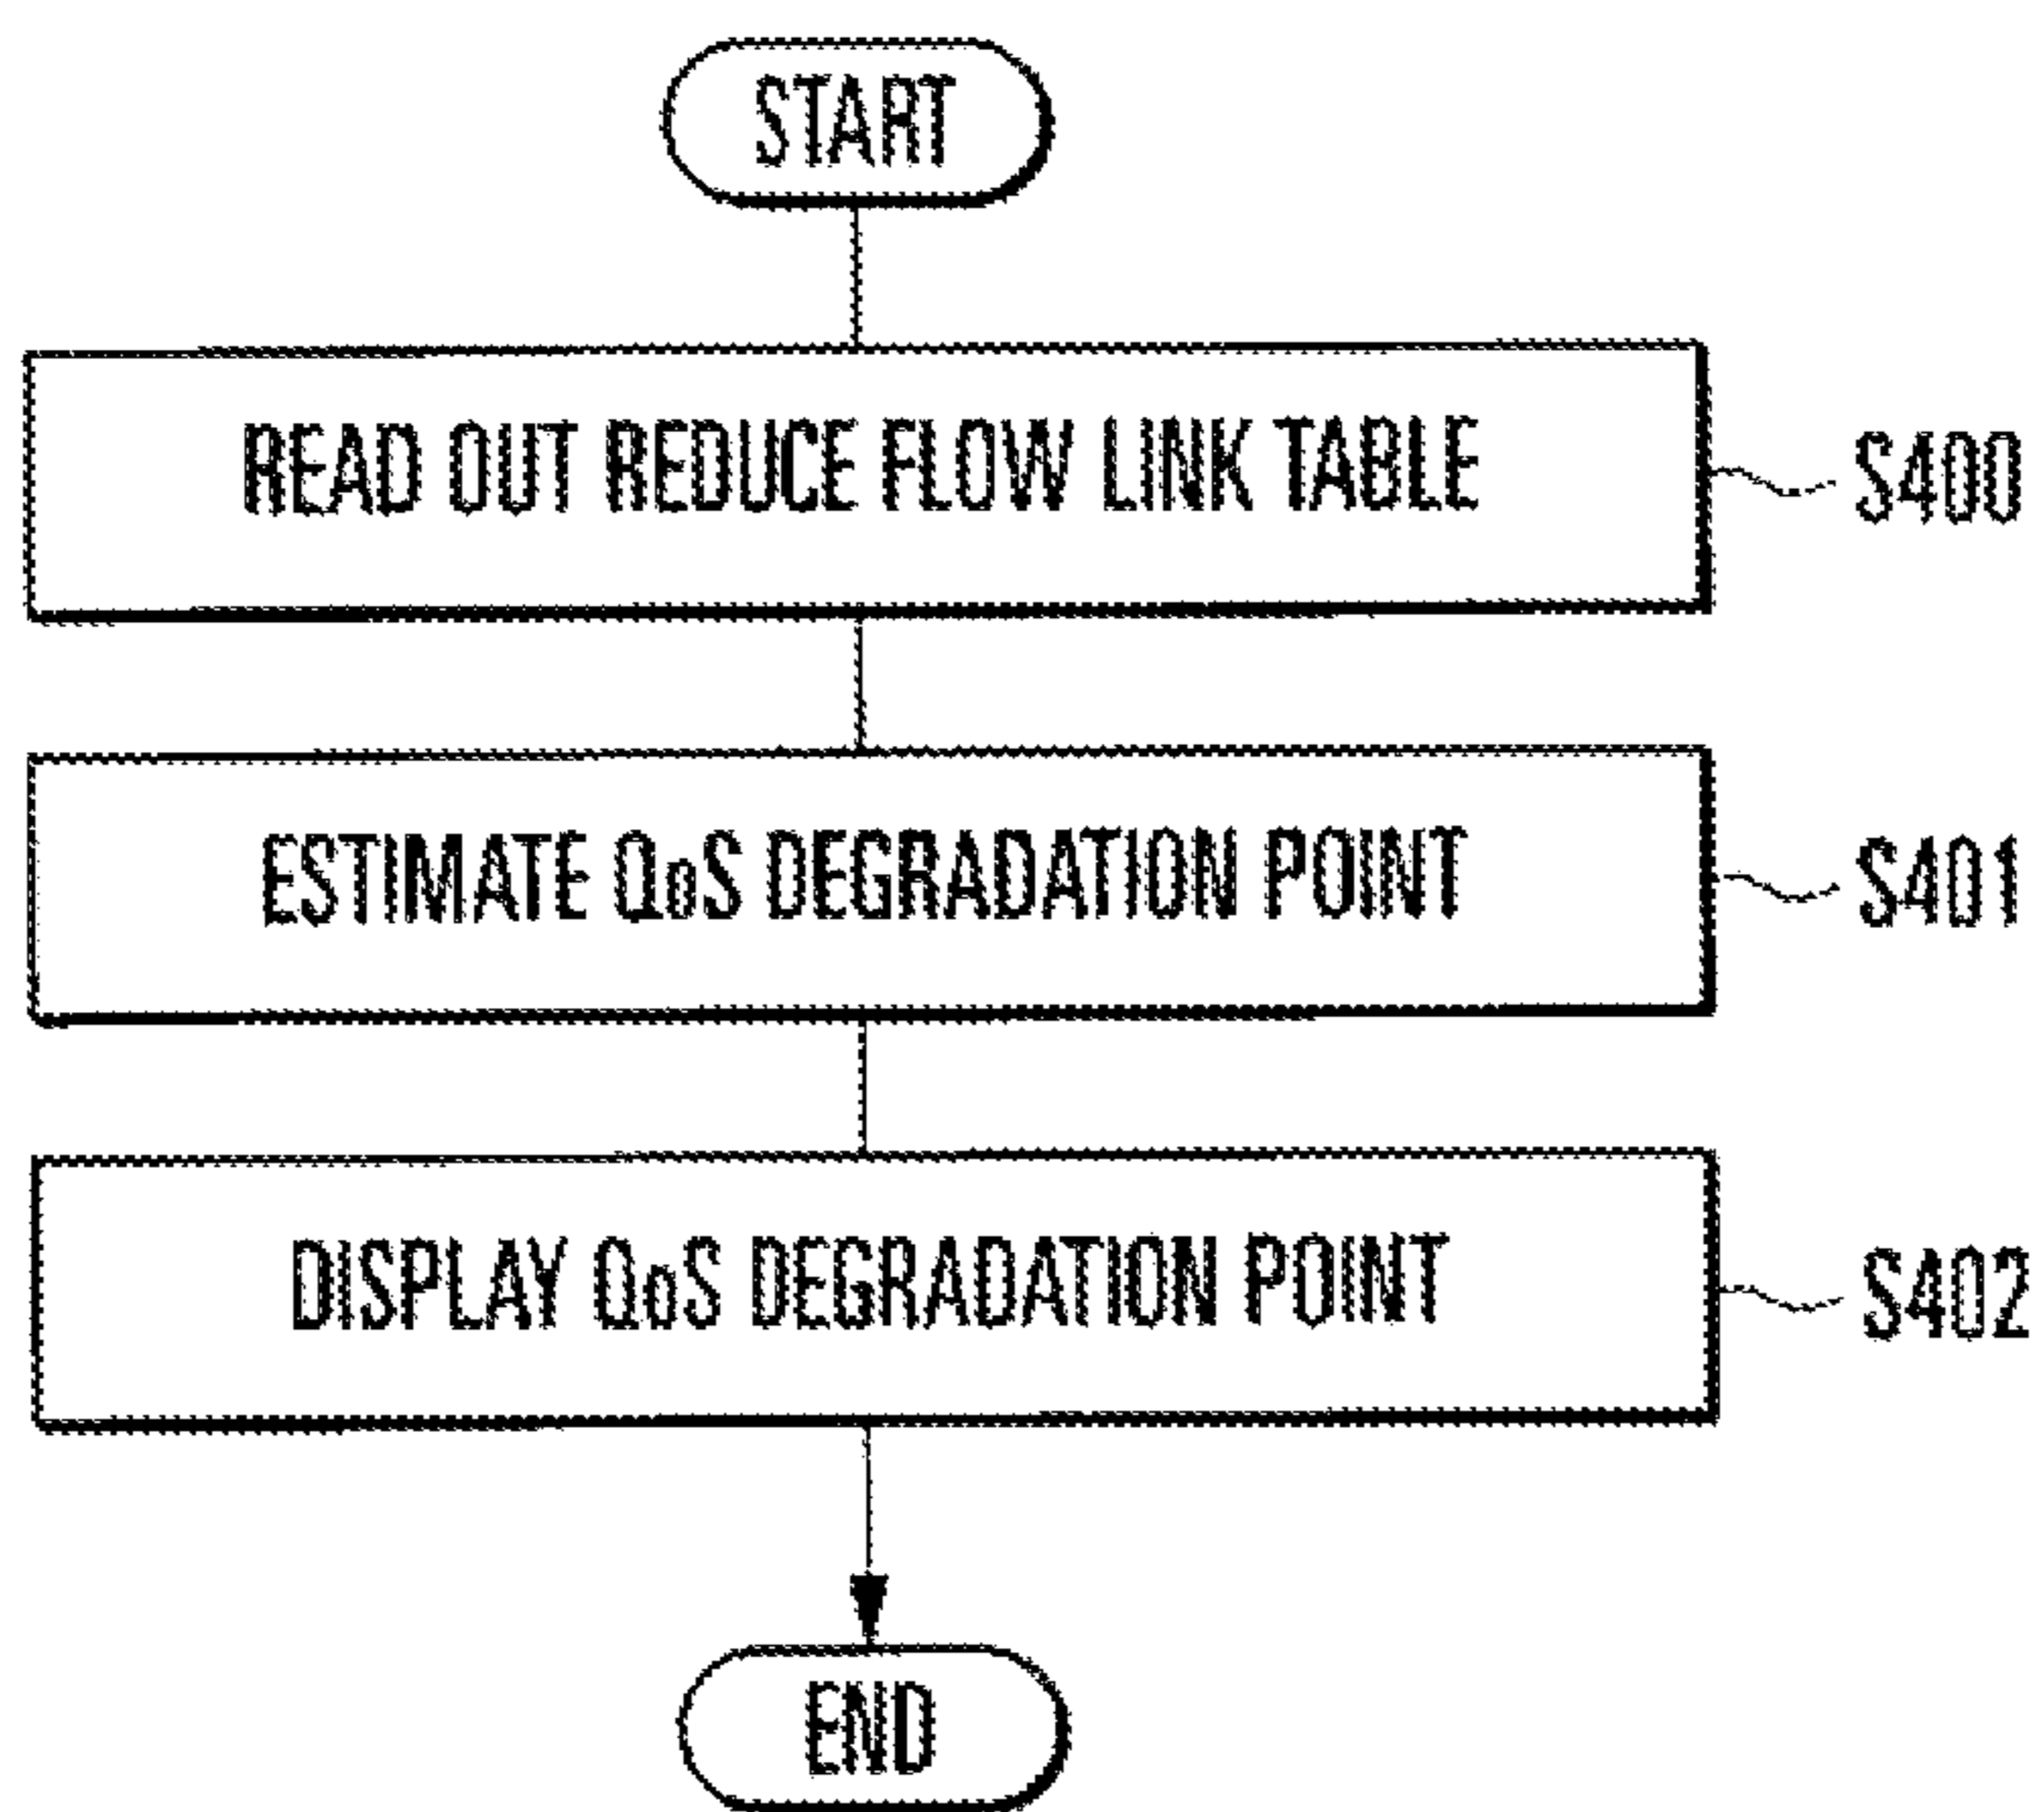 START
READ OUT REDUCE FLOW LINK TABLE
S400
ESTIMATE QoS DEGRADATION POINT
S401
DISPLAY QoS DEGRADATION POINT
S402
END